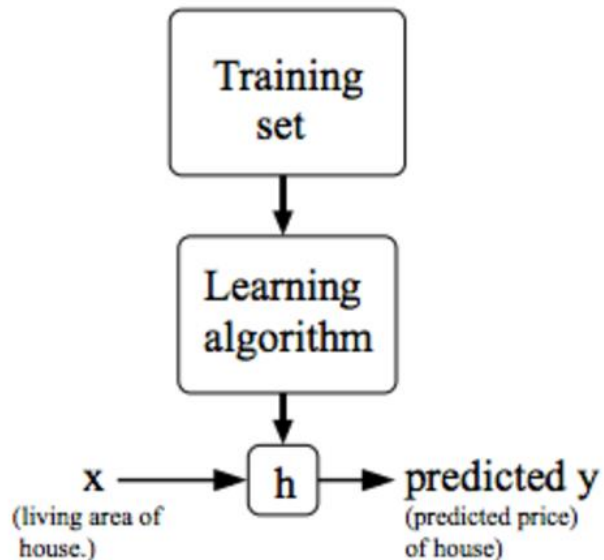 Training
set
Learning
algorithm
x
h
predicted y
(living area of
house.)
(predicted price)
of house)